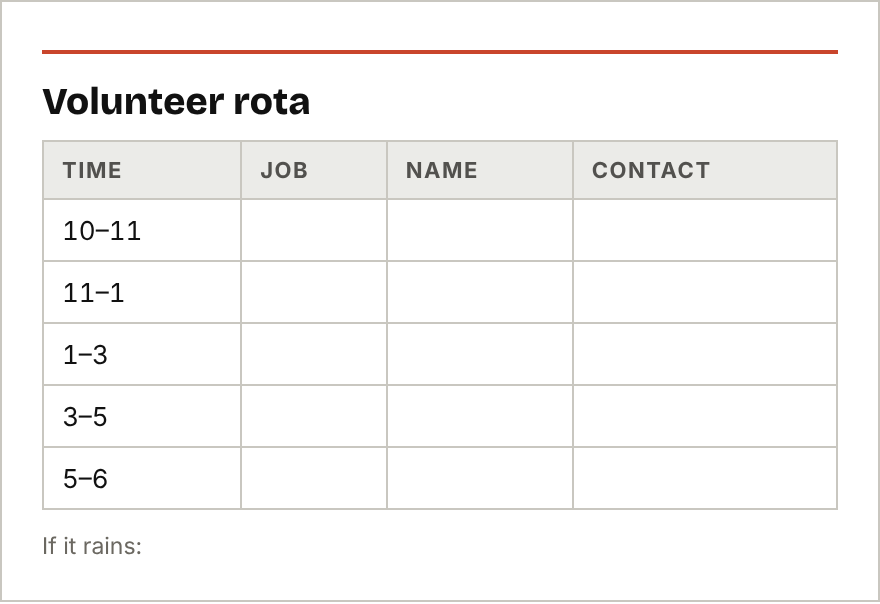 Volunteer rota
TIME JOB NAME CONTACT
10–11
11–1
1–3
3–5
5–6
If it rains: